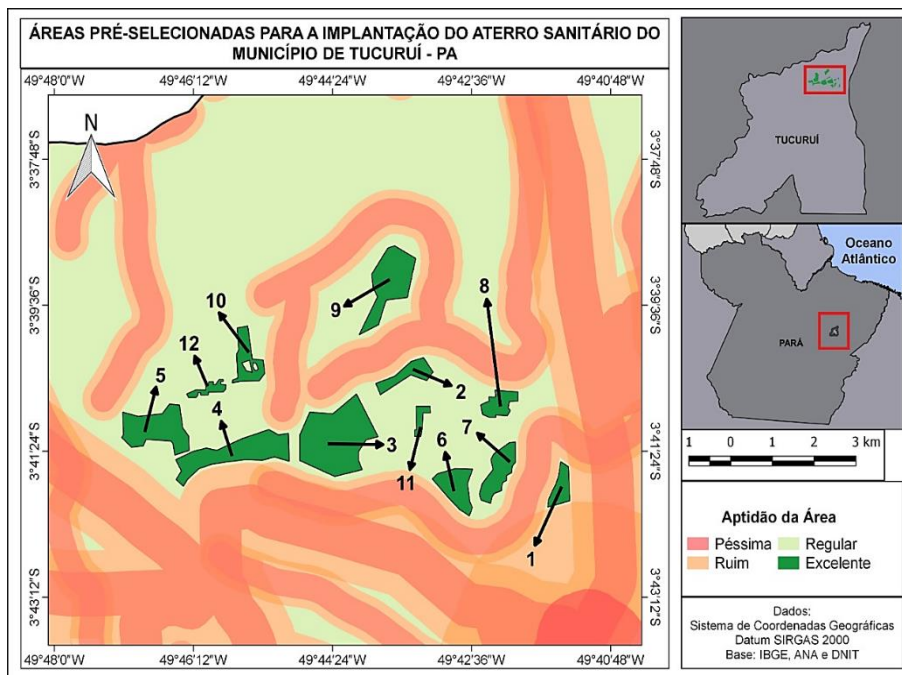 ÁREAS PRÉ-SELECIONADAS PARA A IMPLANTAÇÃO DO ATERRO SANITÁRIO DO
MUNICÍPIO DE TUCURUÍ - PA
49°48'0"W 49°46'12"W 49°44'24"W 49°42'36"W 49°40'48"W
N
3°37'48"S 3°37'48"S
3°39'36"S 3°39'36"S
8
10
9
12
5
2
4
7
3
6
3°41'24"S 3°41'24"S
11
1
3°43'12"S 3°43'12"S
49°48'0"W 49°46'12"W 49°44'24"W 49°42'36"W 49°40'48"W
TUCURUÍ
Oceano
Atlântico
PARÁ
1 0 1 2 3 km
Aptidão da Área
Péssima Regular
Ruim Excelente
Dados:
Sistema de Coordenadas Geográficas
Datum SIRGAS 2000
Base: IBGE, ANA e DNIT